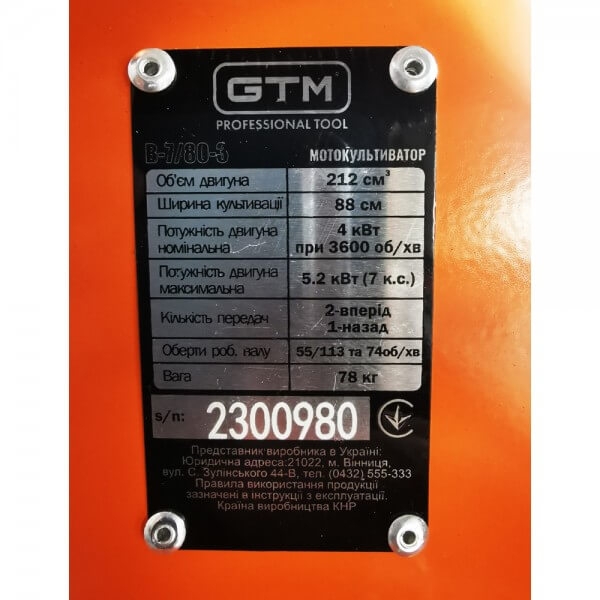 GTM
PROFESSIONAL TOOL
B-7/80-3 МОТОКУЛЬТИВАТОР
Об'єм двигуна 212 см³
Ширина культивації 88 см
Потужність двигуна номінальна 4 кВт при 3600 об/хв
Потужність двигуна максимальна 5.2 кВт (7 к.с.)
Кількість передач 2-вперід 1-назад
Оберти роб. валу 55/113 та 74об/хв
Вага 78 кг
s/n: 2300980
Представник виробника в Україні:
Юридична адреса:21022, м. Вінниця,
вул. Є. Зулінського 44-В, тел. (0432) 555-333
Правила використання продукції
зазначені в інструкції з експлуатації.
Країна виробництва КНР